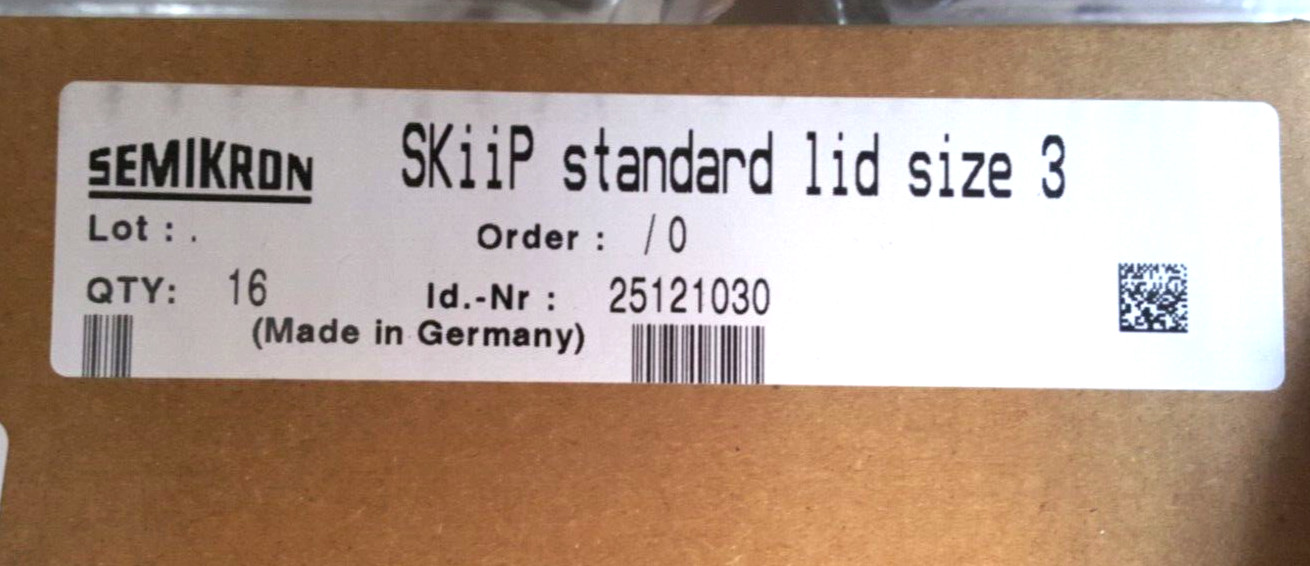 SEMIKRON SKiiP standard lid size 3
Lot : . Order : / 0
QTY: 16 Id.-Nr : 25121030
(Made in Germany)